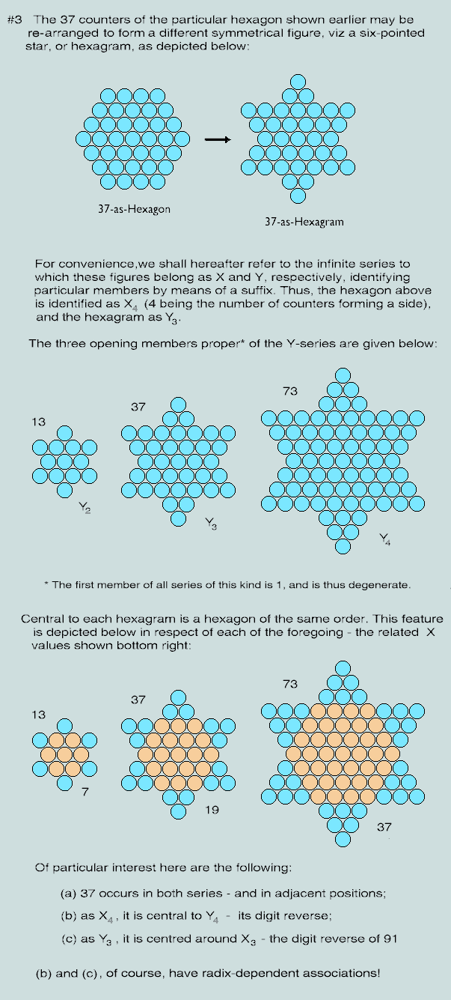 #3 The 37 counters of the particular hexagon shown earlier may be
re-arranged to form a different symmetrical figure, viz a six-pointed
star, or hexagram, as depicted below:
37-as-Hexagon
37-as-Hexagram
For convenience,we shall hereafter refer to the infinite series to
which these figures belong as X and Y, respectively, identifying
particular members by means of a suffix. Thus, the hexagon above
is identified as X₄ (4 being the number of counters forming a side),
and the hexagram as Y₃.
The three opening members proper* of the Y-series are given below:
13
37
73
Y₂
Y₃
Y₄
* The first member of all series of this kind is 1, and is thus degenerate.
Central to each hexagram is a hexagon of the same order. This feature
is depicted below in respect of each of the foregoing - the related X
values shown bottom right:
13
37
73
7
19
37
Of particular interest here are the following:
(a) 37 occurs in both series - and in adjacent positions;
(b) as X₄, it is central to Y₄ - its digit reverse;
(c) as Y₃, it is centred around X₃ - the digit reverse of 91
(b) and (c), of course, have radix-dependent associations!